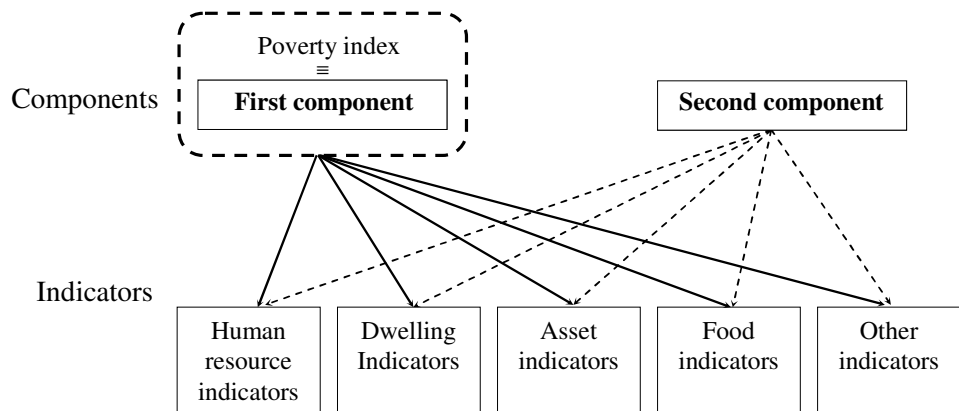 Poverty index
≡
Components
First component
Second component
Indicators
Human
resource
indicators
Dwelling
Indicators
Asset
indicators
Food
indicators
Other
indicators